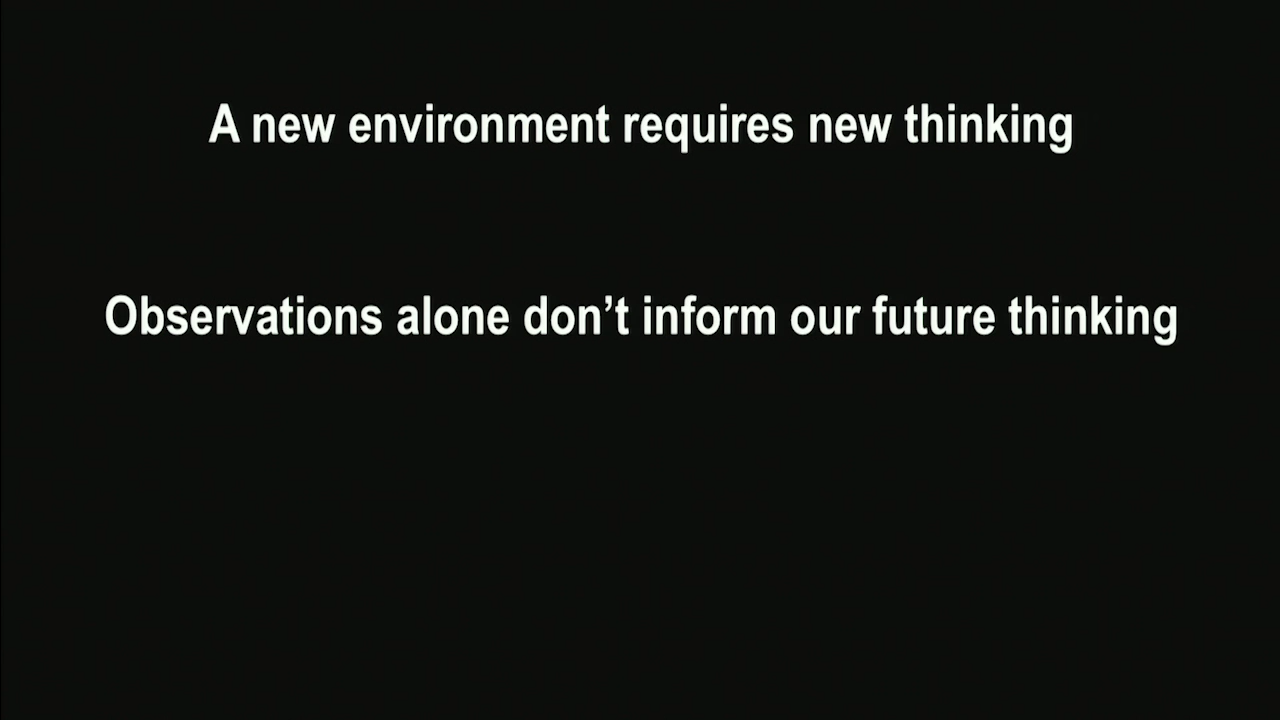 A new environment requires new thinking
Observations alone don’t inform our future thinking